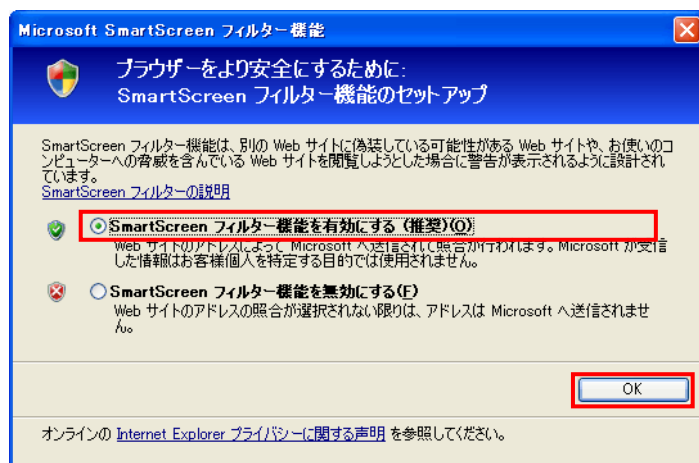 Microsoft SmartScreen フィルター機能
ブラウザーをより安全にするために:
SmartScreen フィルター機能のセットアップ
SmartScreen フィルター機能は、別の Web サイトに偽装している可能性がある Web サイトや、お使いのコ
ンピューターへの脅威を含んでいる Web サイトを閲覧しようとした場合に警告が表示されるように設計され
ています。
SmartScreen フィルターの説明
SmartScreen フィルター機能を有効にする (推奨)(O)
Web サイトのアドレスによって Microsoft へ送信されて照合が行われます。Microsoft が受信
した情報はお客様個人を特定する目的では使用されません。
SmartScreen フィルター機能を無効にする(F)
Web サイトのアドレスの照合が選択されない限りは、アドレスは Microsoft へ送信されませ
ん。
OK
オンラインの Internet Explorer プライバシーに関する声明 を参照してください。